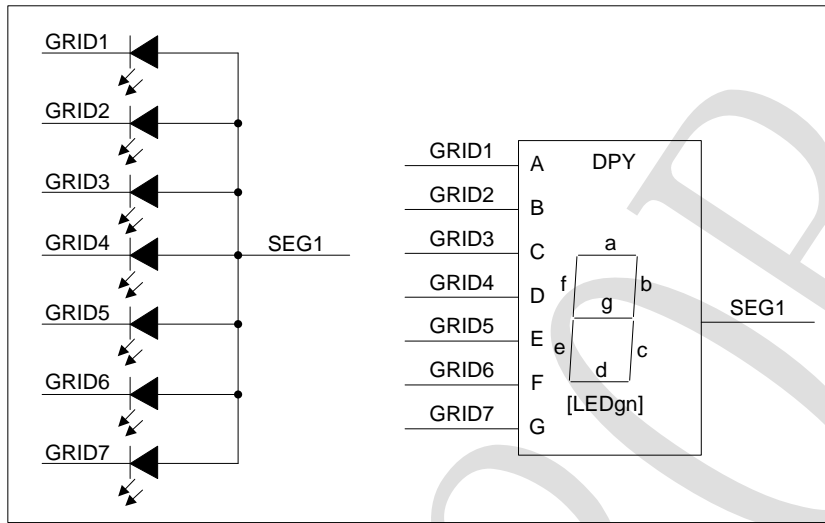 GRID1
GRID2
GRID3
GRID4
SEG1
GRID5
GRID6
GRID7
GRID1
A
DPY
GRID2
B
GRID3
C
a
GRID4
D
f
b
g
SEG1
GRID5
E
e
c
GRID6
F
d
[LEDgn]
GRID7
G